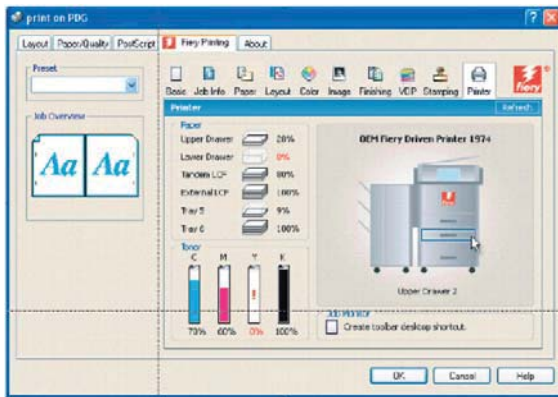 print on PDG
Layout Paper/Quality PostScript Fiery Printing About
Preset
Job Overview
Aa Aa
Basic Job Info Paper Layout Color Image Finishing VDP Stamping Printer
fiery
Printer Refresh
Paper
Upper Drawer 20%
Lower Drawer 0%
Tandem LCF 80%
External LCF 100%
Tray 5 9%
Tray 6 100%
OEM Fiery Driven Printer 1974
Upper Drawer 2
Toner
C M Y K
!
70% 60% 0% 100%
Job Monitor
Create toolbar desktop shortcut.
OK Cancel Help